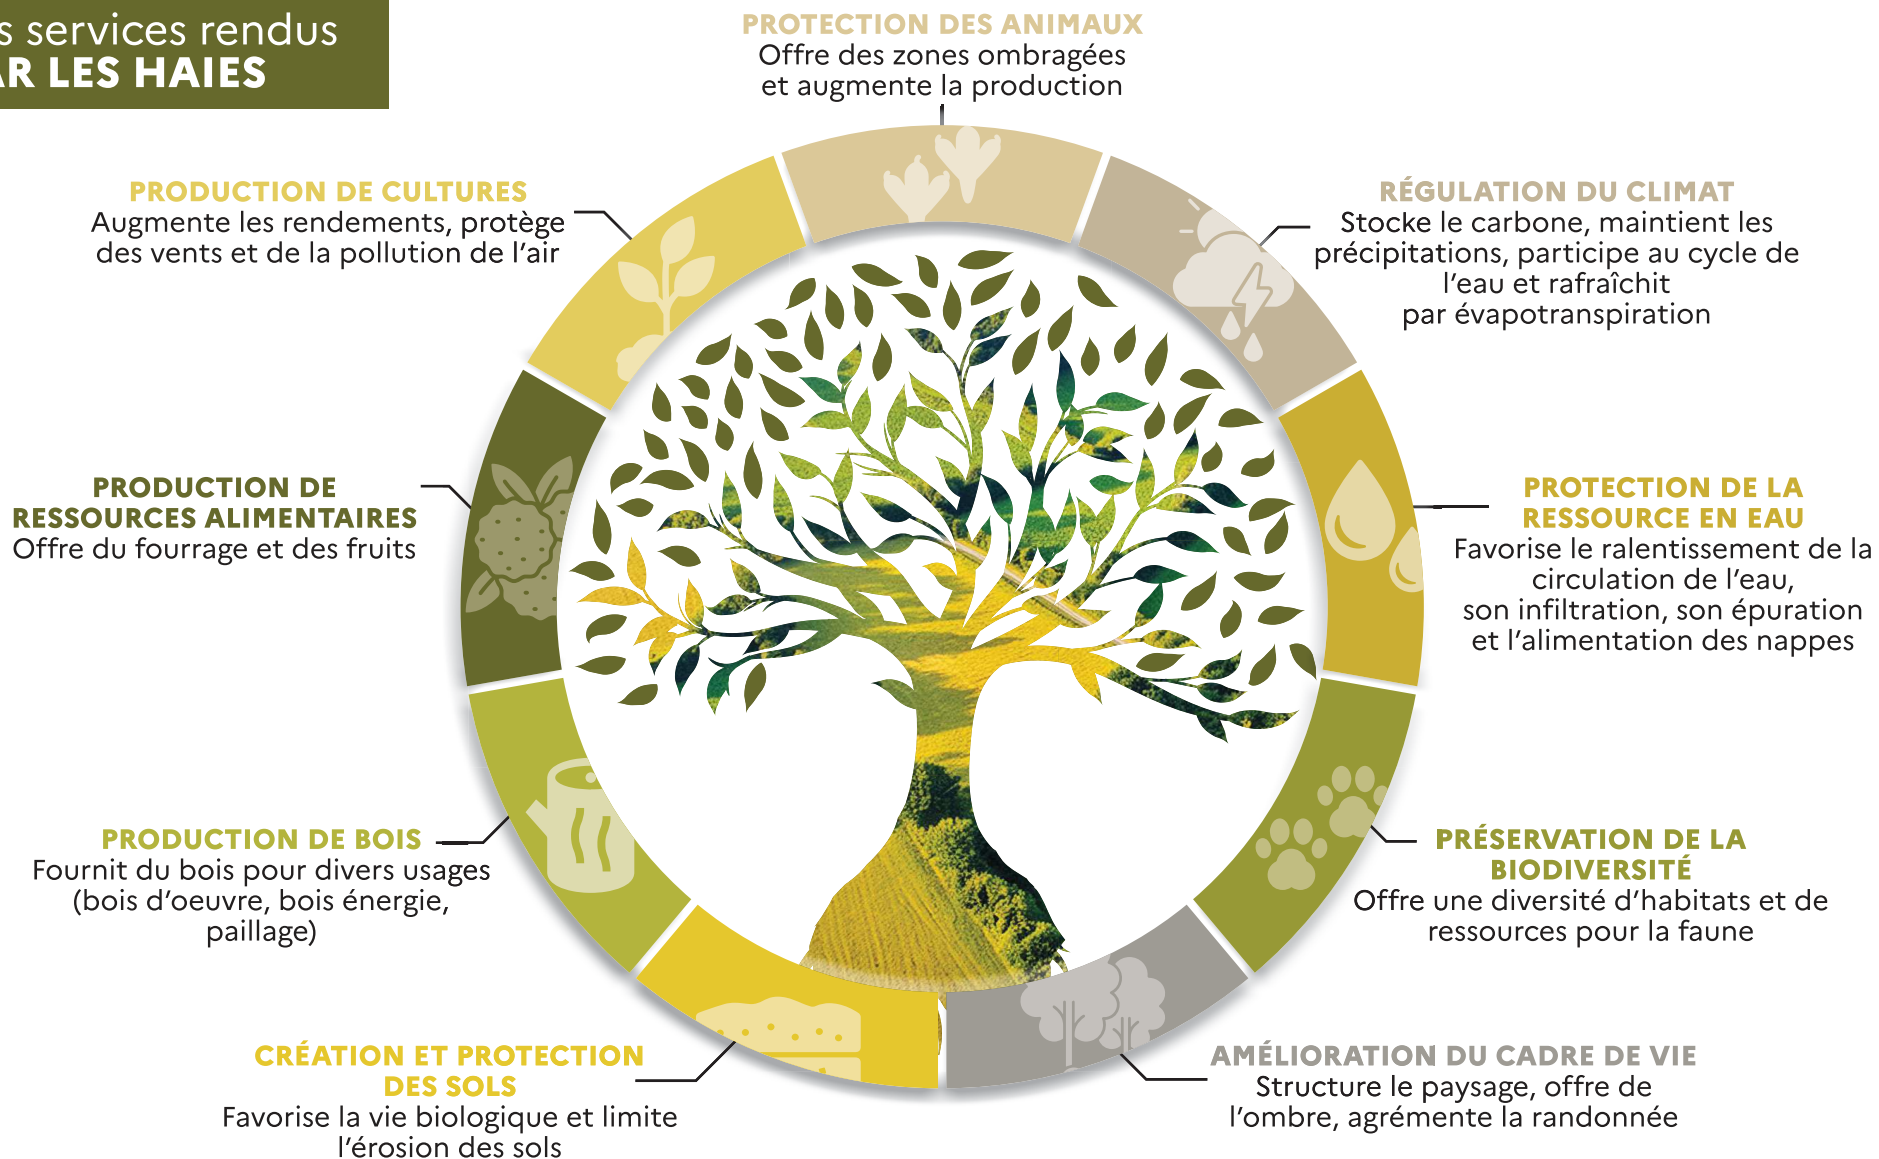 s services rendus
AR LES HAIES
PROTECTION DES ANIMAUX
Offre des zones ombragées
et augmente la production
PRODUCTION DE CULTURES
Augmente les rendements, protège
des vents et de la pollution de l’air
RÉGULATION DU CLIMAT
Stocke le carbone, maintient les
précipitations, participe au cycle de
l’eau et rafraîchit
par évapotranspiration
PRODUCTION DE
RESSOURCES ALIMENTAIRES
Offre du fourrage et des fruits
PROTECTION DE LA
RESSOURCE EN EAU
Favorise le ralentissement de la
circulation de l’eau,
son infiltration, son épuration
et l’alimentation des nappes
PRODUCTION DE BOIS
Fournit du bois pour divers usages
(bois d’oeuvre, bois énergie,
paillage)
PRÉSERVATION DE LA
BIODIVERSITÉ
Offre une diversité d’habitats et de
ressources pour la faune
CRÉATION ET PROTECTION
DES SOLS
Favorise la vie biologique et limite
l’érosion des sols
AMÉLIORATION DU CADRE DE VIE
Structure le paysage, offre de
l’ombre, agrémente la randonnée